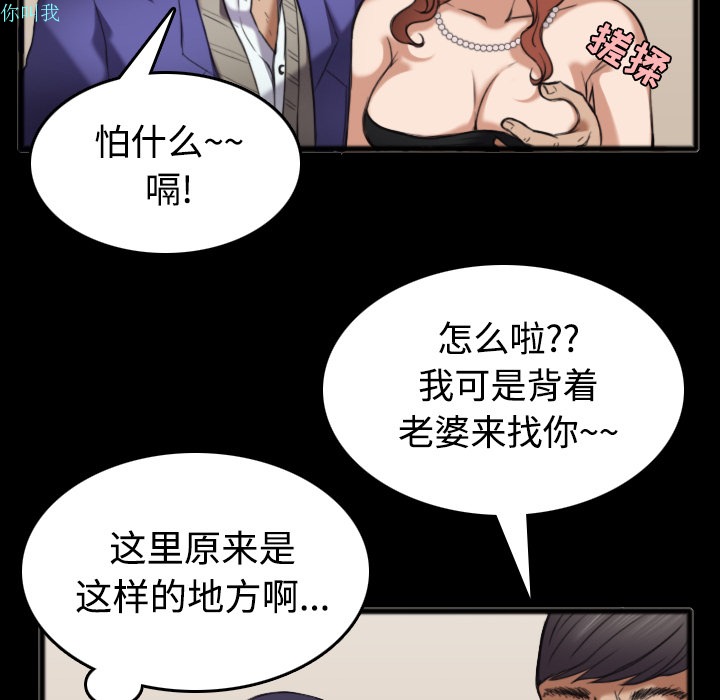 你叫我
搓揉
怕什么~~
嗝!
怎么啦??
我可是背着
老婆来找你~~
这里原来是
这样的地方啊...